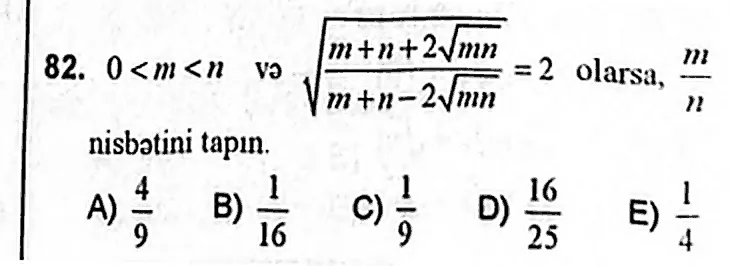 82. 0 < m < n və √((m+n+2√mn)/(m+n−2√mn)) = 2 olarsa, m/n
nisbətini tapın.
A) 4/9 B) 1/16 C) 1/9 D) 16/25 E) 1/4